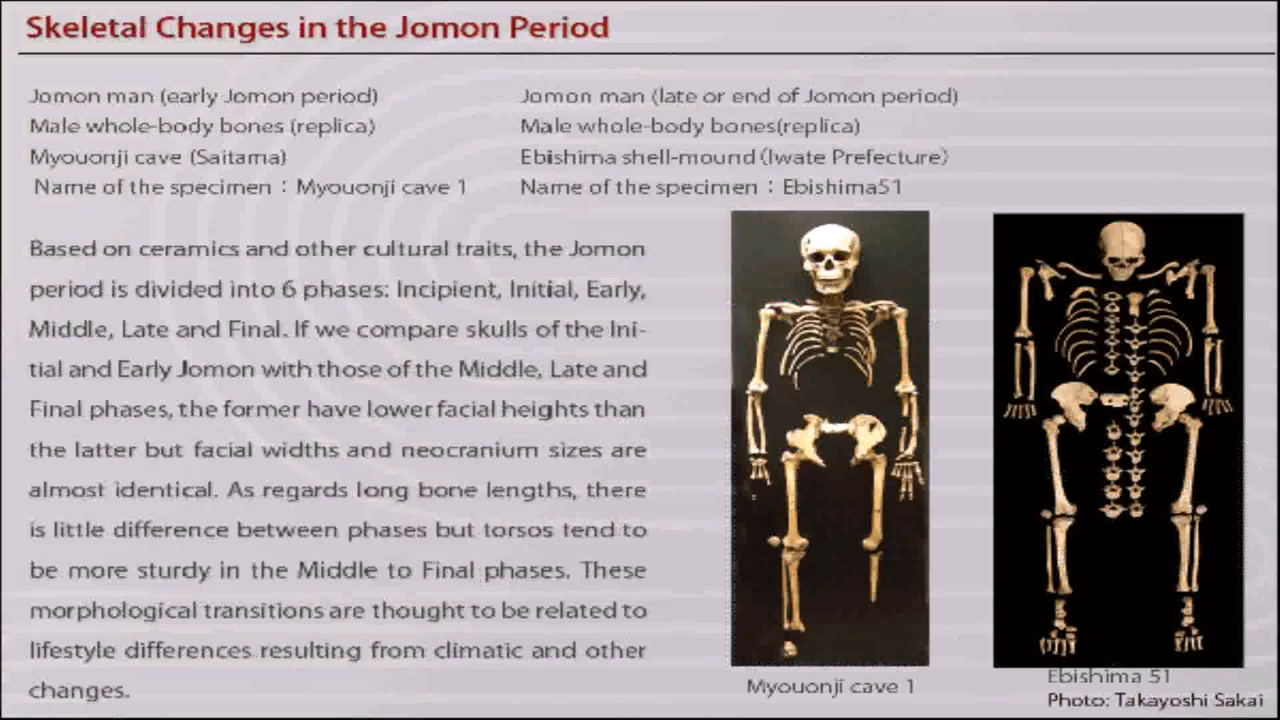 Skeletal Changes in the Jomon Period
Jomon man (early Jomon period)
Male whole-body bones (replica)
Myouonji cave (Saitama)
Name of the specimen：Myouonji cave 1
Jomon man (late or end of Jomon period)
Male whole-body bones(replica)
Ebishima shell-mound（Iwate Prefecture）
Name of the specimen：Ebishima51
Based on ceramics and other cultural traits, the Jomon
period is divided into 6 phases: Incipient, Initial, Early,
Middle, Late and Final. If we compare skulls of the Ini-
tial and Early Jomon with those of the Middle, Late and
Final phases, the former have lower facial heights than
the latter but facial widths and neocranium sizes are
almost identical. As regards long bone lengths, there
is little difference between phases but torsos tend to
be more sturdy in the Middle to Final phases. These
morphological transitions are thought to be related to
lifestyle differences resulting from climatic and other
changes.
Myouonji cave 1
Ebishima 51
Photo: Takayoshi Sakai